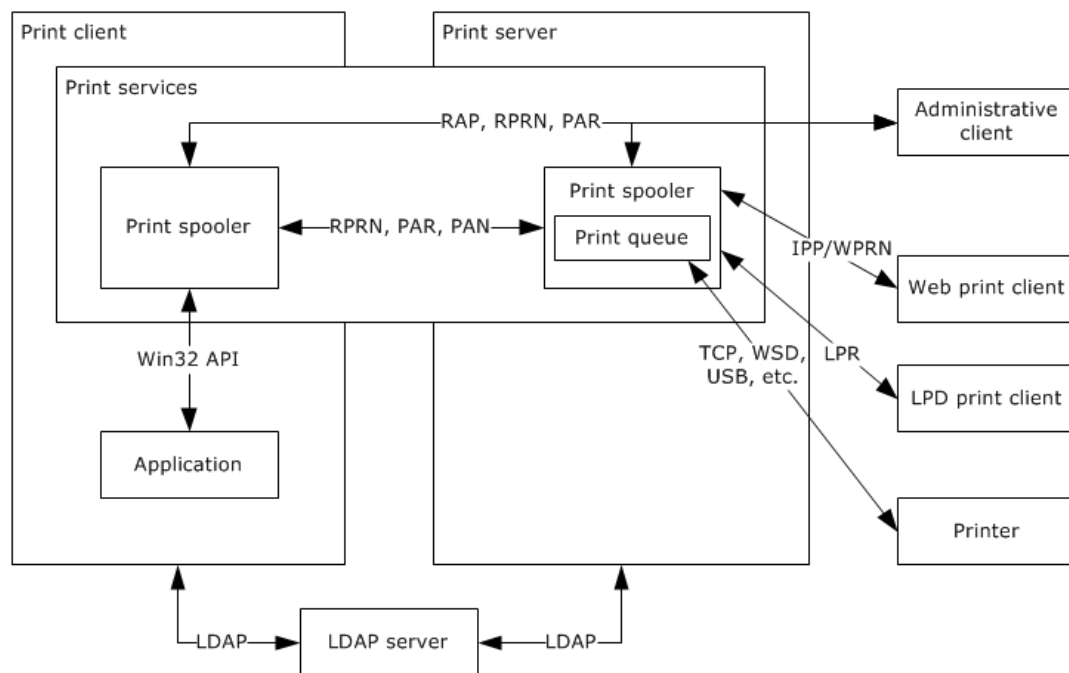 Print client
Print server
Print services
RAP, RPRN, PAR
Administrative
client
Print spooler
Print spooler
RPRN, PAR, PAN
Print queue
IPP/WPRN
Web print client
Win32 API
TCP, WSD,
USB, etc.
LPR
LPD print client
Application
Printer
LDAP
LDAP server
LDAP